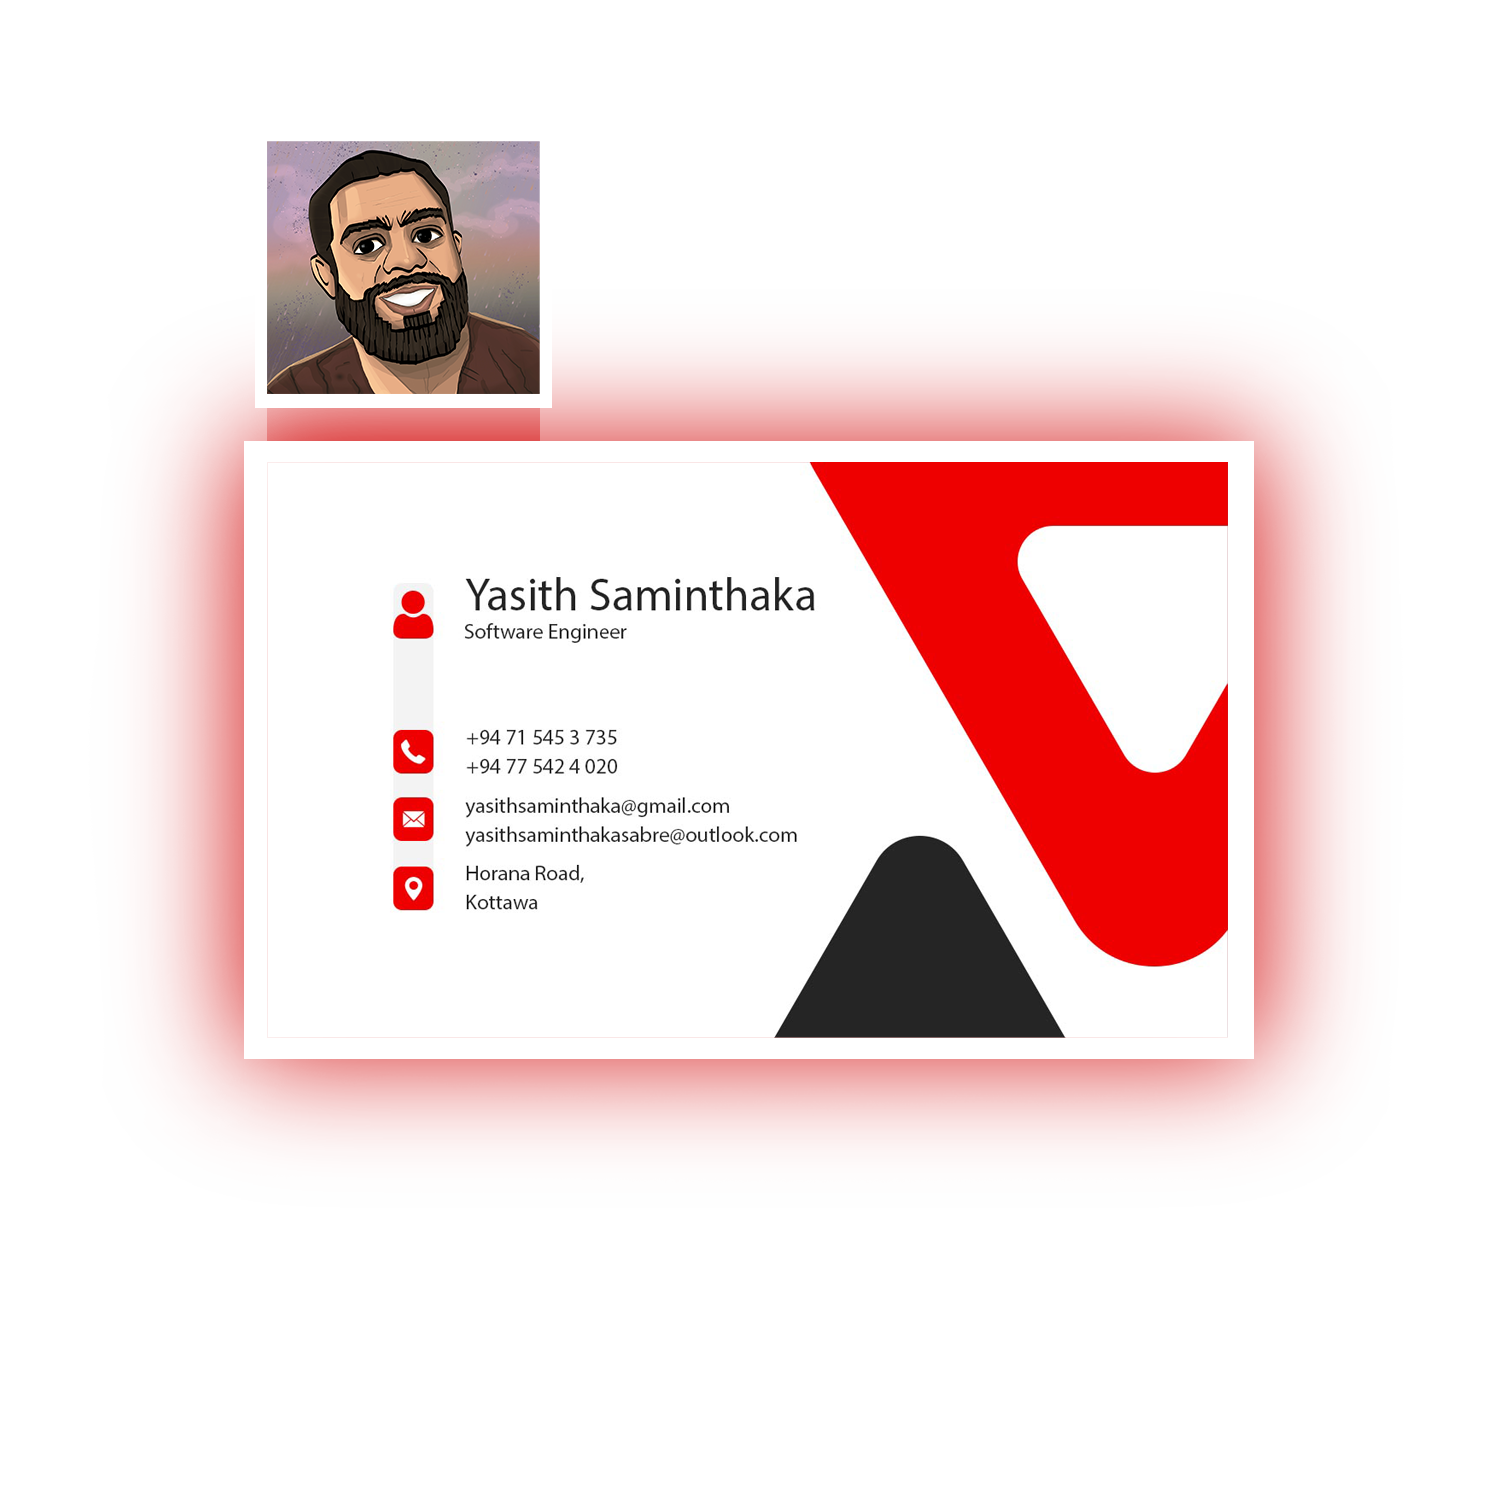 Yasith Saminthaka
Software Engineer
+94 71 545 3 735
+94 77 542 4 020
yasithsaminthaka@gmail.com
yasithsaminthakasabre@outlook.com
Horana Road,
Kottawa